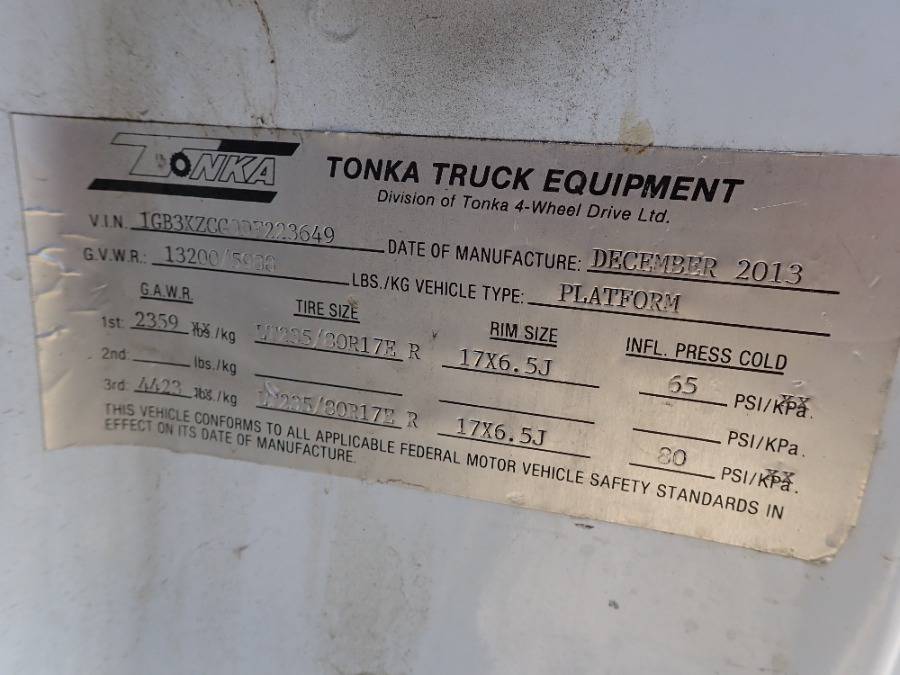 TONKA
TONKA TRUCK EQUIPMENT
Division of Tonka 4-Wheel Drive Ltd.
V.I.N. DATE OF MANUFACTURE: DECEMBER 2013
G.V.W.R.: LBS./KG VEHICLE TYPE: PLATFORM
G.A.W.R. TIRE SIZE RIM SIZE INFL. PRESS COLD
1st: 2359 lbs./kg R 17X6.5J 65 PSI/KPa.
2nd: lbs./kg PSI/KPa.
3rd: 4423 lbs./kg R 17X6.5J 80 PSI/KPa.
THIS VEHICLE CONFORMS TO ALL APPLICABLE FEDERAL MOTOR VEHICLE SAFETY STANDARDS IN
EFFECT ON ITS DATE OF MANUFACTURE.